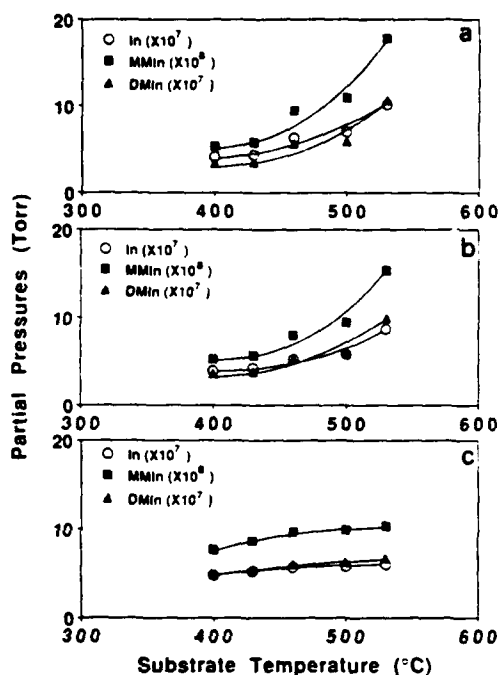 Partial Pressures (Torr)
20
10
0
In (X10⁷)
MMIn (X10⁸)
DMIn (X10⁷)
a
300 400 500 600
20
10
0
In (X10⁷)
MMIn (X10⁸)
DMIn (X10⁷)
b
300 400 500 600
20
10
0
In (X10⁷)
MMIn (X10⁸)
DMIn (X10⁷)
c
300 400 500 600
Substrate Temperature (°C)